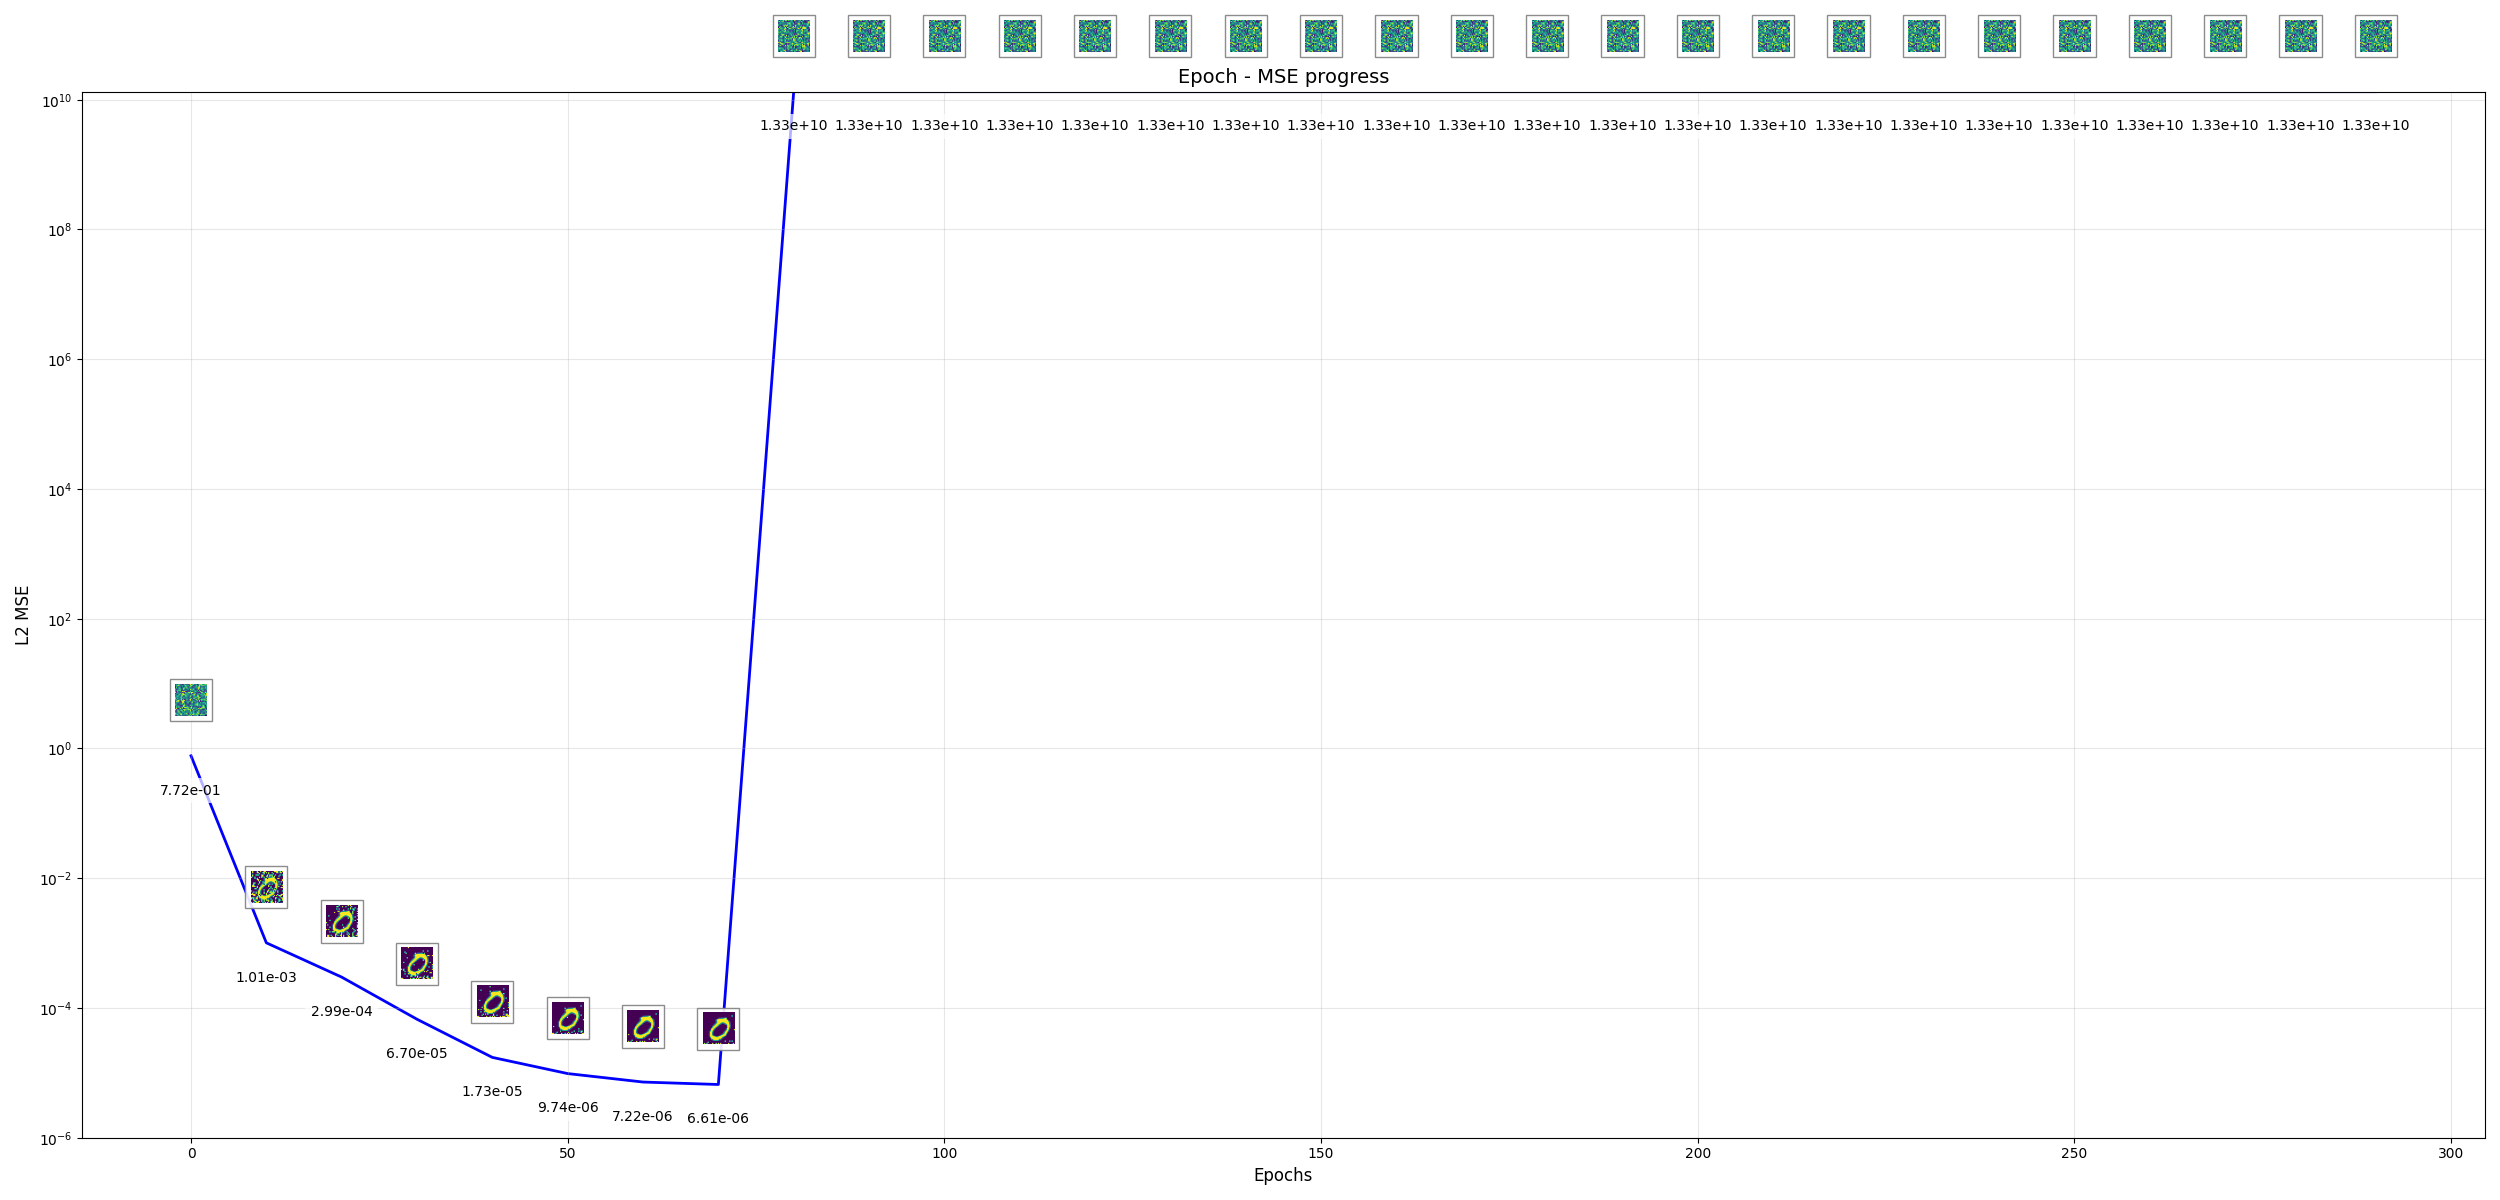 Epoch - MSE progress
10^10
1.33e+10 1.33e+10 1.33e+10 1.33e+10 1.33e+10 1.33e+10 1.33e+10 1.33e+10 1.33e+10 1.33e+10 1.33e+10 1.33e+10 1.33e+10 1.33e+10 1.33e+10 1.33e+10 1.33e+10 1.33e+10 1.33e+10 1.33e+10 1.33e+10 1.33e+10
10^8
10^6
10^4
10^2
L2 MSE
10^0
7.72e-01
10^-2
1.01e-03
2.99e-04
10^-4
6.70e-05
1.73e-05
9.74e-06
7.22e-06
6.61e-06
10^-6
0 50 100 150 200 250 300
Epochs